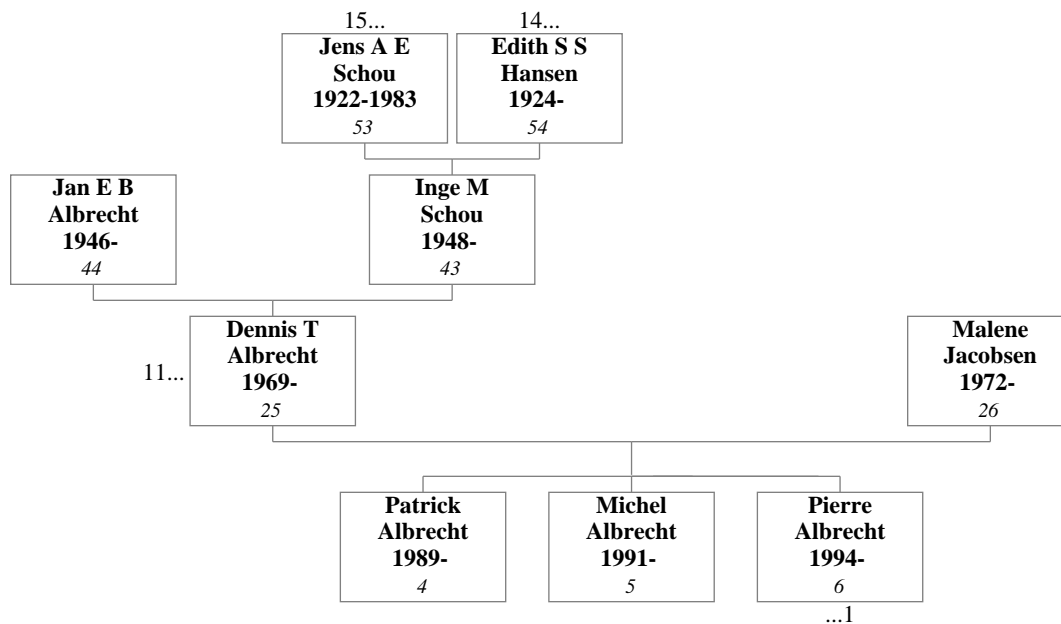 15...
14...
Jens A E
Schou
1922-1983
53
Edith S S
Hansen
1924-
54
Jan E B
Albrecht
1946-
44
Inge M
Schou
1948-
43
11...
Dennis T
Albrecht
1969-
25
Malene
Jacobsen
1972-
26
Patrick
Albrecht
1989-
4
Michel
Albrecht
1991-
5
Pierre
Albrecht
1994-
6
...1